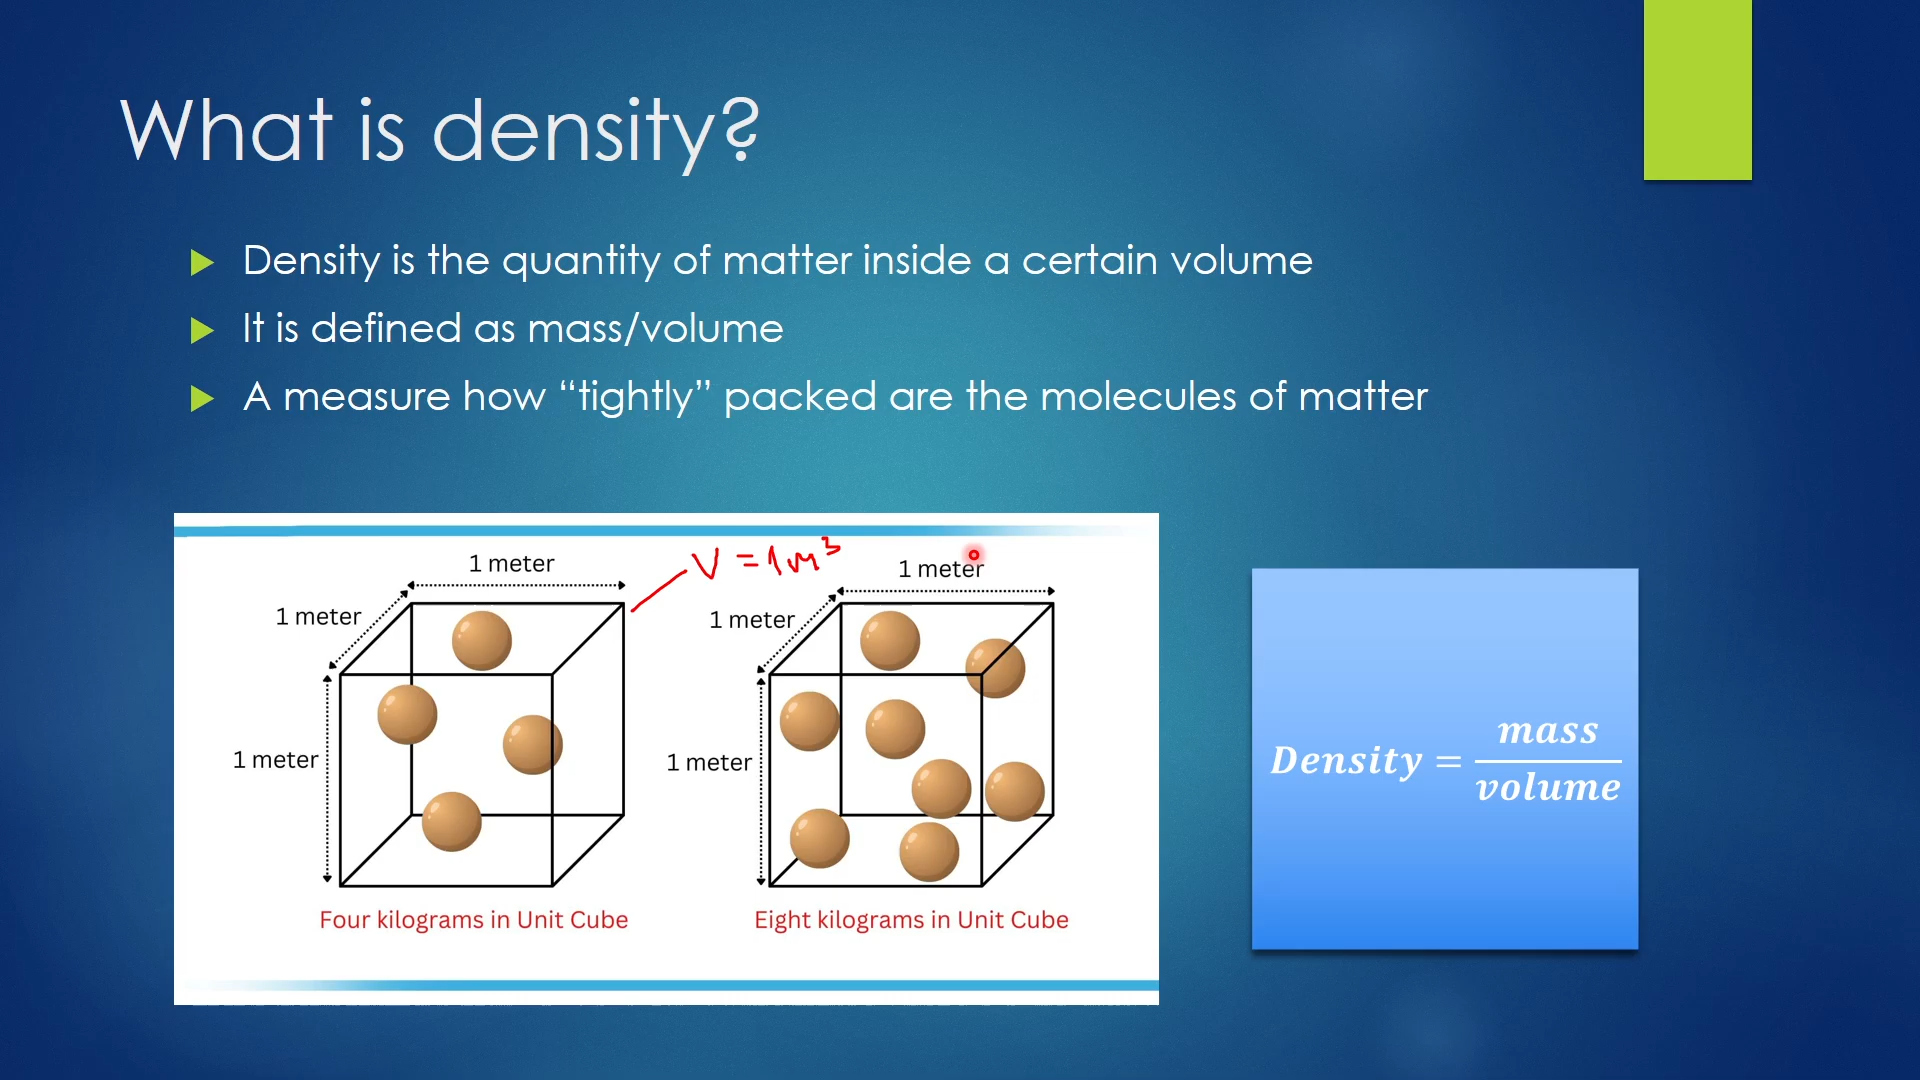 What is density?
Density is the quantity of matter inside a certain volume
It is defined as mass/volume
A measure how “tightly” packed are the molecules of matter
1 meter
V = 1m³
1 meter
1 meter
1 meter
1 meter
1 meter
Four kilograms in Unit Cube
Eight kilograms in Unit Cube
Density = mass/volume